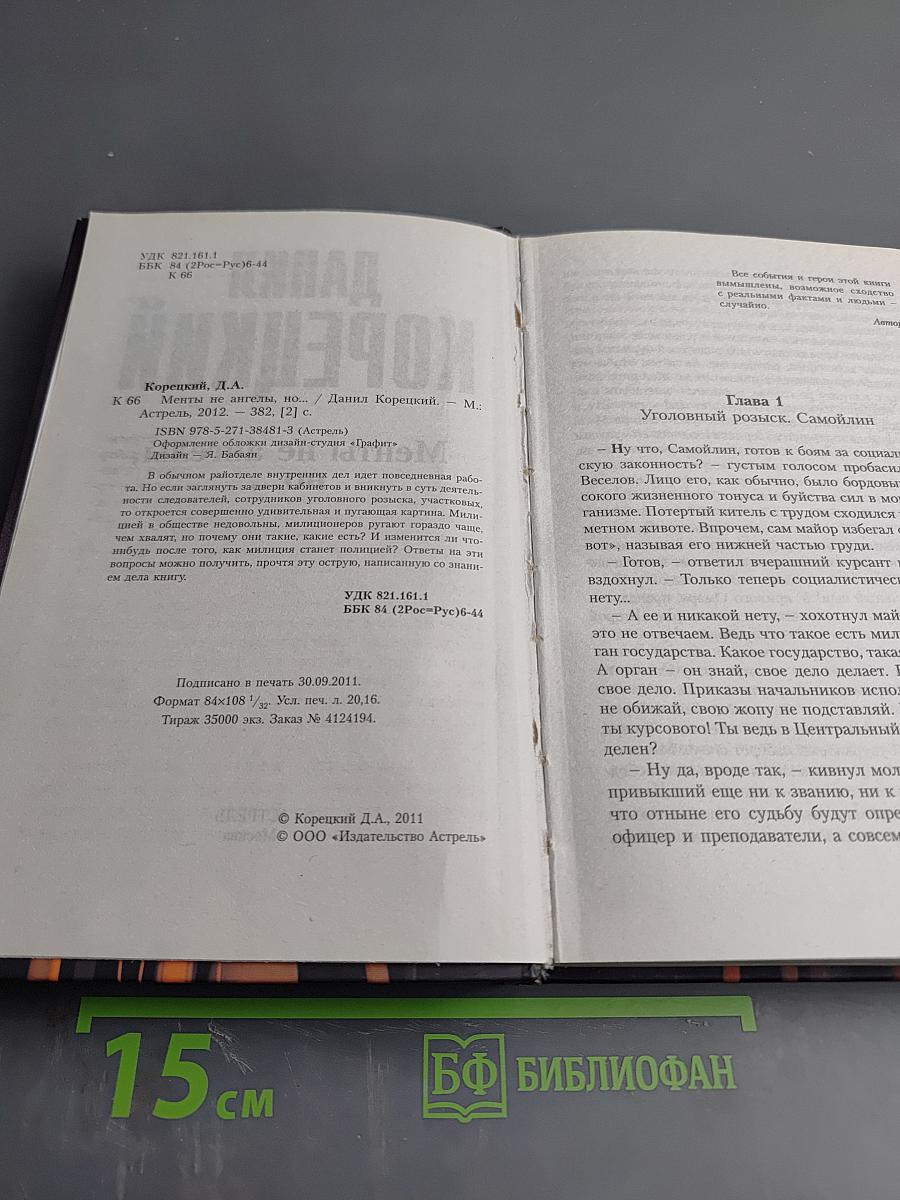 УДК 821.161.1
ББК 84 (2Рос=Рус)6-44
К 66
ДАНИЛ
КОРЕЦКИЙ
Корецкий, Д.А.
К 66 Менты не ангелы, но... / Данил Корецкий. — М.:
Астрель, 2012. — 382, [2] с.
ISBN 978-5-271-38481-3 (Астрель)
Оформление обложки дизайн-студия «Графит»
Дизайн — Я. Бабаян
В обычном райотделе внутренних дел идет повседневная рабо-
та. Но если заглянуть за двери кабинетов и вникнуть в суть деятель-
ности следователей, сотрудников уголовного розыска, участковых,
то откроется совершенно удивительная и пугающая картина. Мили-
цией в обществе недовольны, милиционеров ругают гораздо чаще,
чем хвалят, но почему они такие, какие есть? И изменится ли что-
нибудь после того, как милиция станет полицией? Ответы на эти
вопросы можно получить, прочтя эту острую, написанную со знани-
ем дела книгу.
УДК 821.161.1
ББК 84 (2Рос=Рус)6-44
Подписано в печать 30.09.2011.
Формат 84×108 1/32. Усл. печ. л. 20,16.
Тираж 35000 экз. Заказ № 4124194.
© Корецкий Д.А., 2011
© ООО «Издательство Астрель»
Все события и герои этой книги
вымышлены, возможное сходство
с реальными фактами и людьми –
случайно.
Автор
Глава 1
Уголовный розыск. Самойлин
– Ну что, Самойлин, готов к боям за социали
скую законность? – густым голосом пробасил
Веселов. Лицо его, как обычно, было бордовы
сокого жизненного тонуса и буйства сил в мо
ганизме. Потертый китель с трудом сходился
метном животе. Впрочем, сам майор избегал с
вот», называя его нижней частью груди.
– Готов, – ответил вчерашний курсант и
вздохнул. – Только теперь социалистическ
нету...
– А ее и никакой нету, – хохотнул май
это не отвечаем. Ведь что такое есть мил
ган государства. Какое государство, така
А орган – он знай, свое дело делает.
свое дело. Приказы начальников испол
не обижай, свою жопу не подставляй.
ты курсового! Ты ведь в Центральный
делен?
– Ну да, вроде так, – кивнул мол
привыкший еще ни к званию, ни к
что отныне его судьбу будут опре
офицер и преподаватели, а совсем
15 см
БФ БИБЛИОФАН